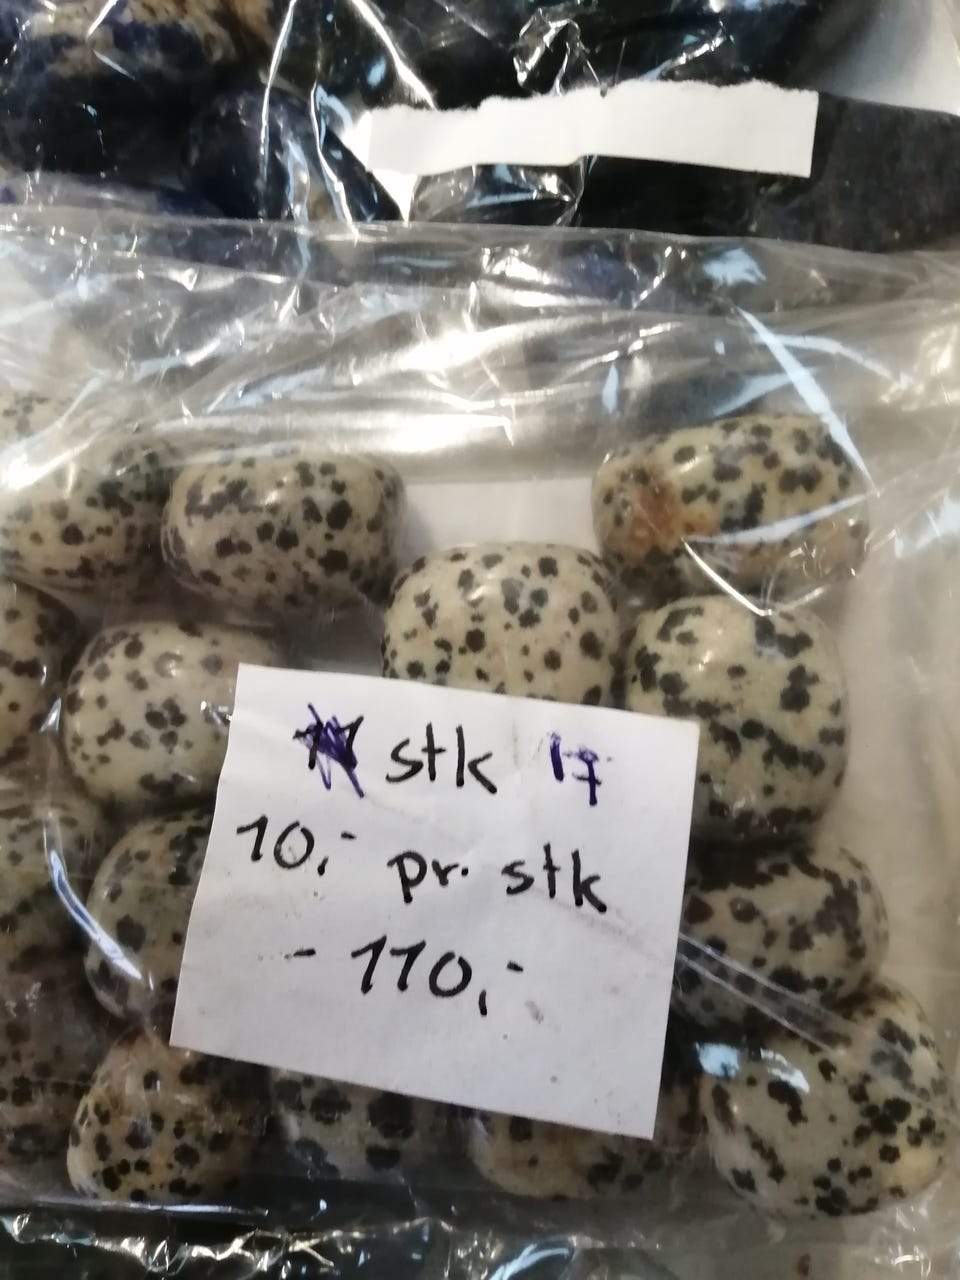 stk 17
10,- pr. stk
- 110,-